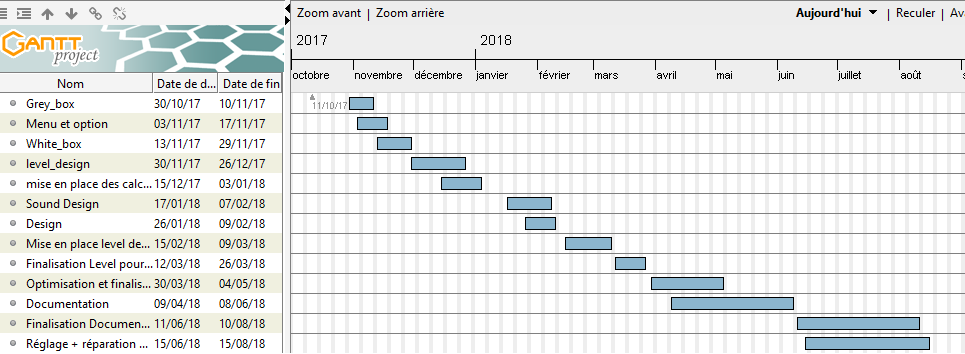 Zoom avant | Zoom arrière
Aujourd'hui | Reculer | Av
GANTT
project
2017 2018
octobre novembre décembre janvier février mars avril mai juin juillet août s
Nom Date de d... Date de fin
11/10/17
Grey_box 30/10/17 10/11/17
Menu et option 03/11/17 17/11/17
White_box 13/11/17 29/11/17
level_design 30/11/17 26/12/17
mise en place des calc... 15/12/17 03/01/18
Sound Design 17/01/18 07/02/18
Design 26/01/18 09/02/18
Mise en place level de... 15/02/18 09/03/18
Finalisation Level pour... 12/03/18 26/03/18
Optimisation et finalis... 30/03/18 04/05/18
Documentation 09/04/18 08/06/18
Finalisation Documen... 11/06/18 10/08/18
Réglage + réparation ... 15/06/18 15/08/18